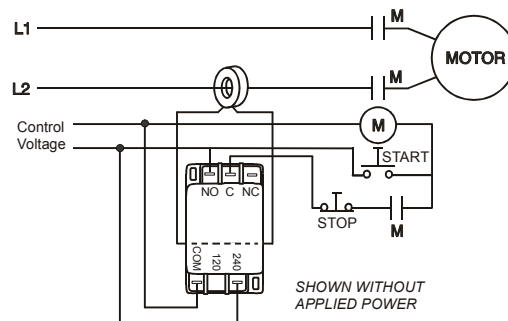 L1
M
L2
M
MOTOR
Control
Voltage
M
START
NO C NC
STOP
M
COM 120 240
SHOWN WITHOUT
APPLIED POWER